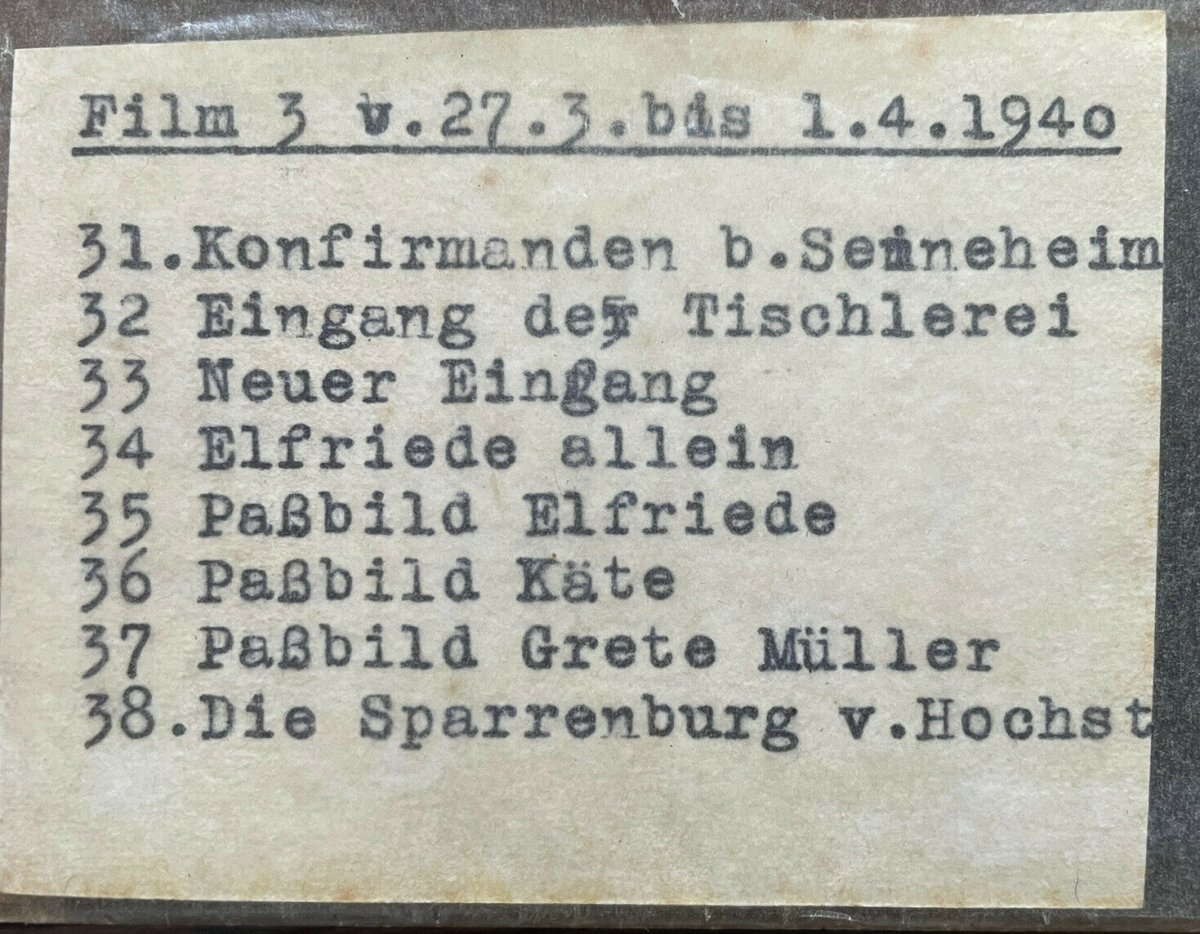 Film 3 v.27.3.bis 1.4.1940
31.Konfirmanden b.Senneheim
32 Eingang der Tischlerei
33 Neuer Eingang
34 Elfriede allein
35 Paßbild Elfriede
36 Paßbild Käte
37 Paßbild Grete Müller
38.Die Sparrenburg v.Hochst